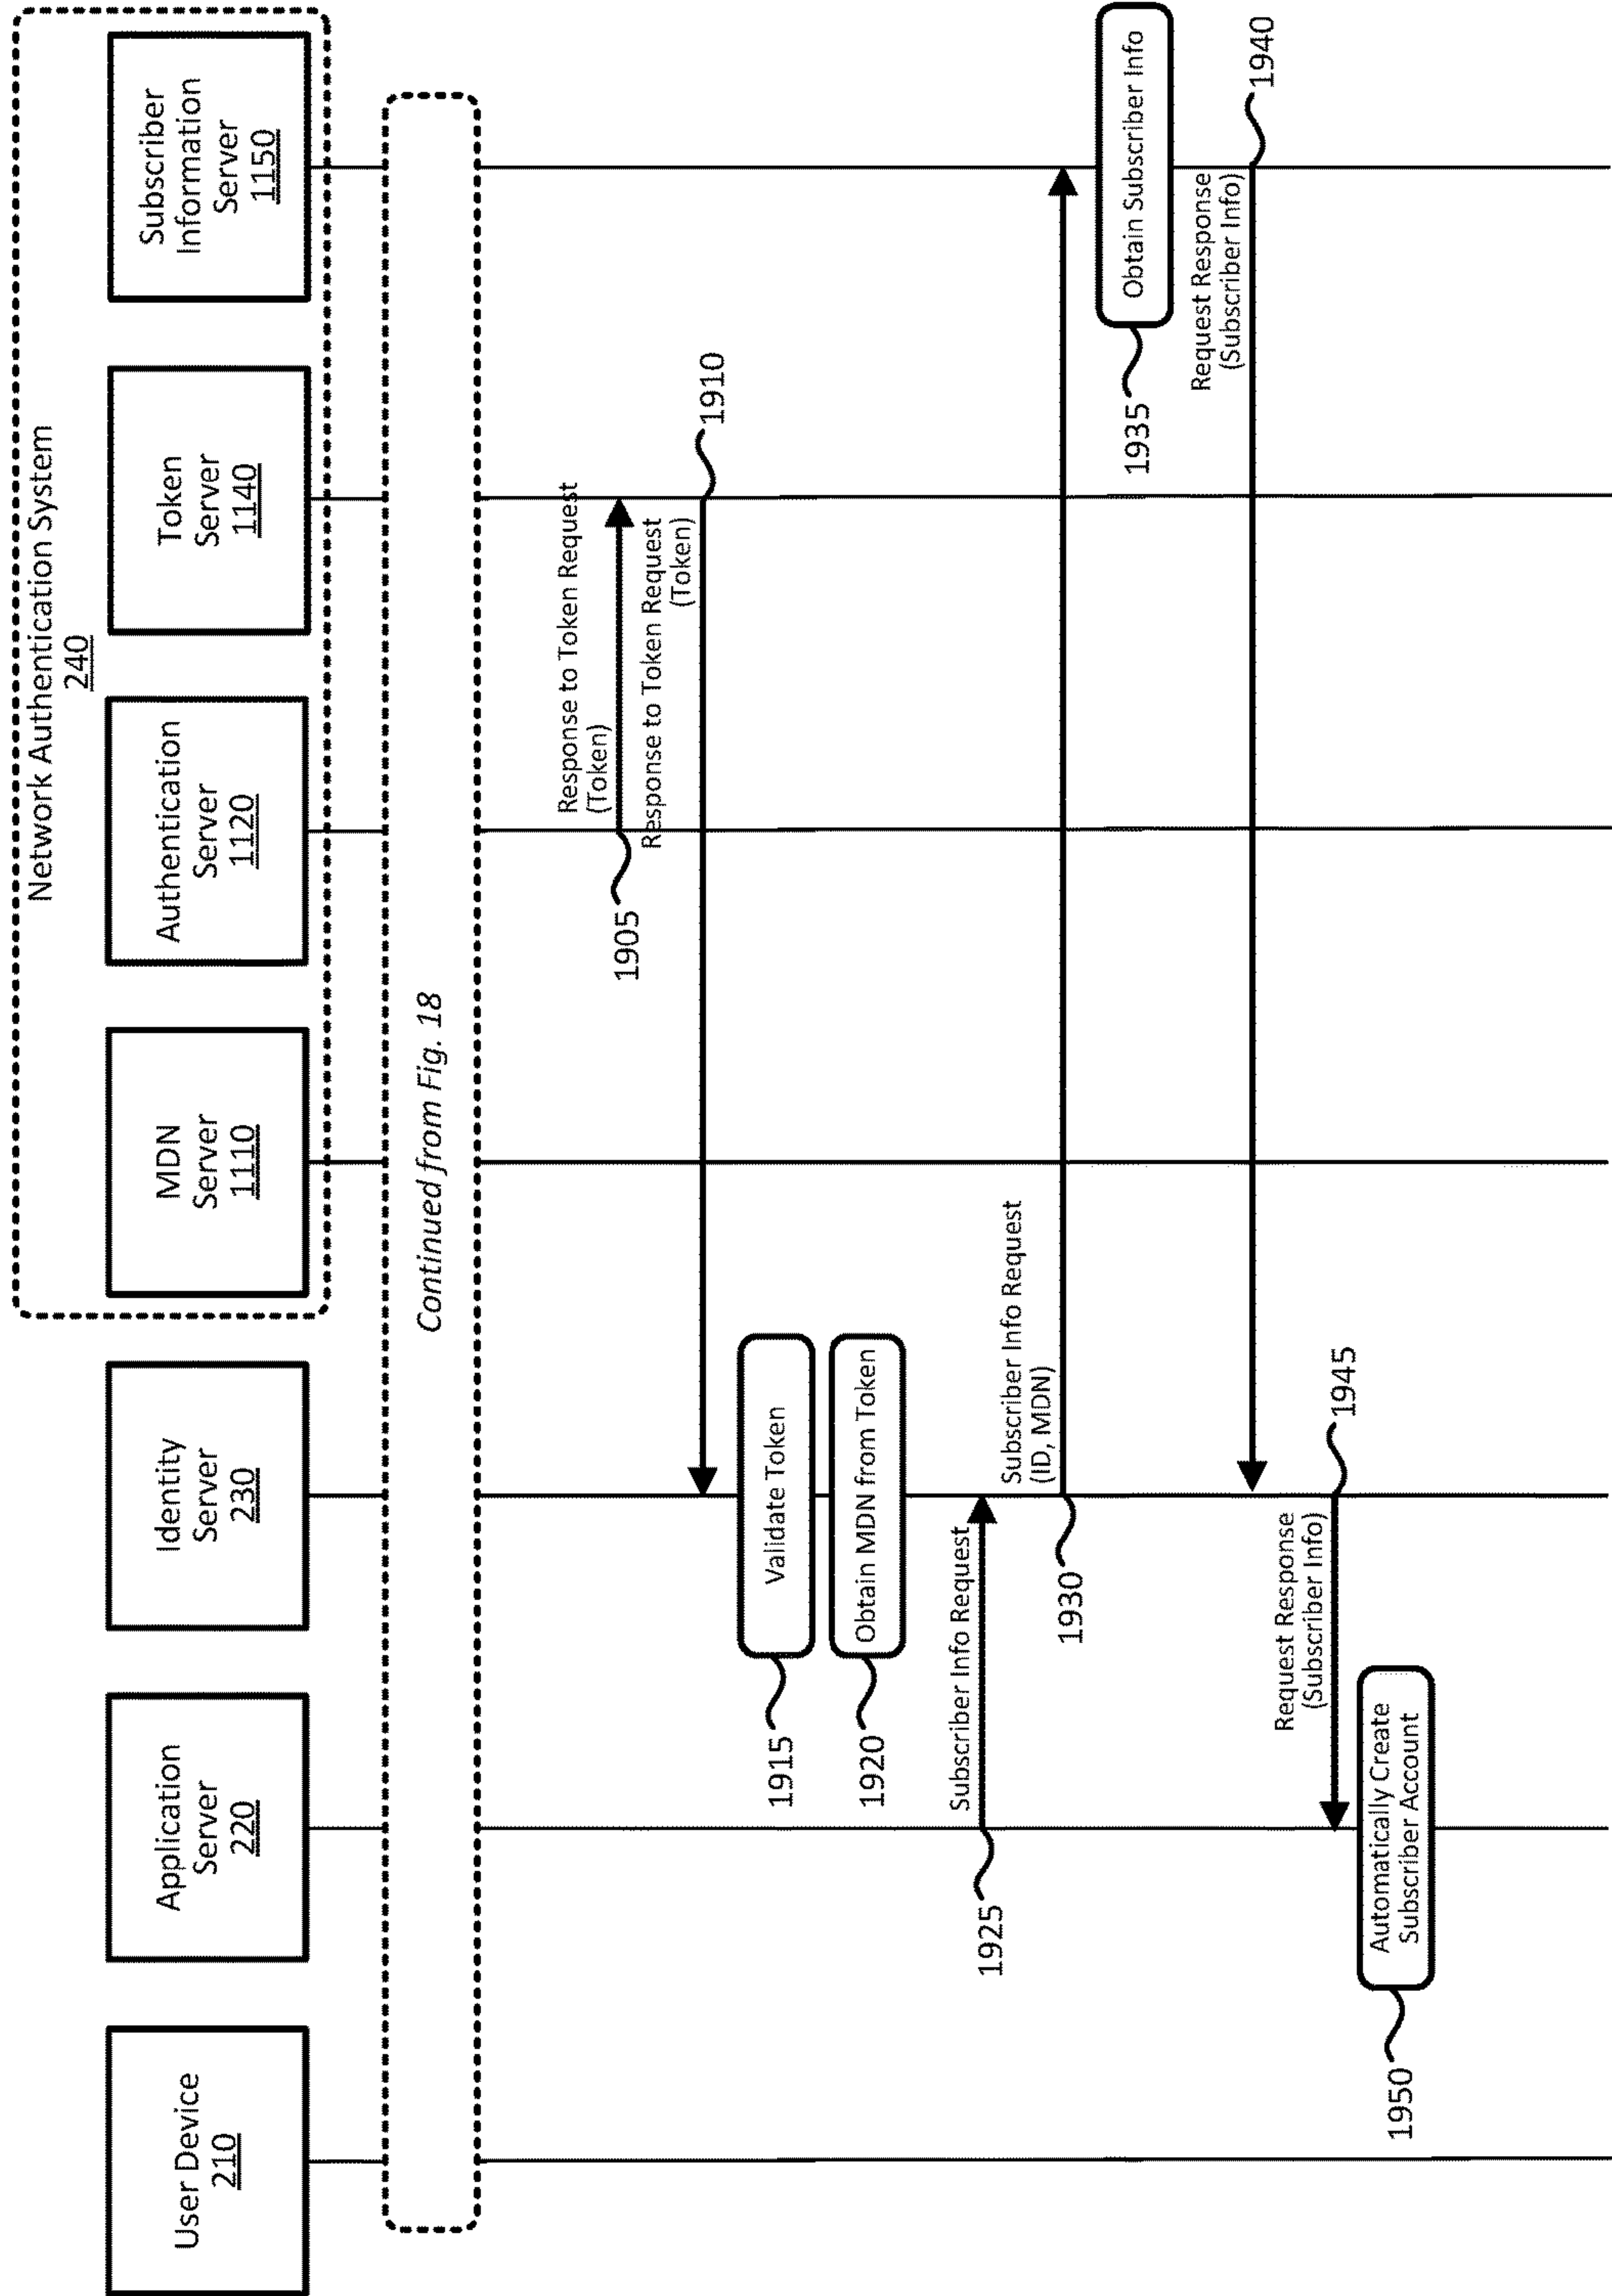 Network Authentication System
240
User Device
210
Application
Server
220
Identity
Server
230
MDN
Server
1110
Authentication
Server
1120
Token
Server
1140
Subscriber
Information
Server
1150
Continued from Fig. 18
Response to Token Request
(Token)
1905
Response to Token Request
(Token)
1910
Validate Token
1915
Obtain MDN from Token
1920
Subscriber Info Request
1925
Subscriber Info Request
(ID, MDN)
1930
Obtain Subscriber Info
1935
Request Response
(Subscriber Info)
1940
Request Response
(Subscriber Info)
1945
Automatically Create
Subscriber Account
1950